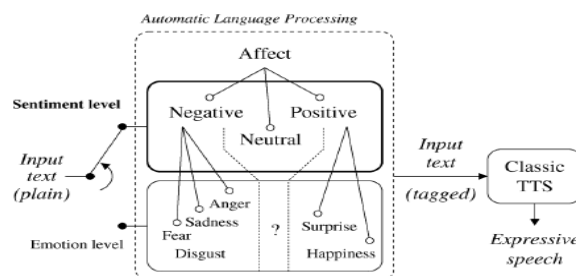 Automatic Language Processing
Affect
Sentiment level
Negative
Positive
Neutral
Input
text
(plain)
Input
text
(tagged)
Classic
TTS
Anger
Sadness
Fear
Disgust
?
Surprise
Happiness
Emotion level
Expressive
speech